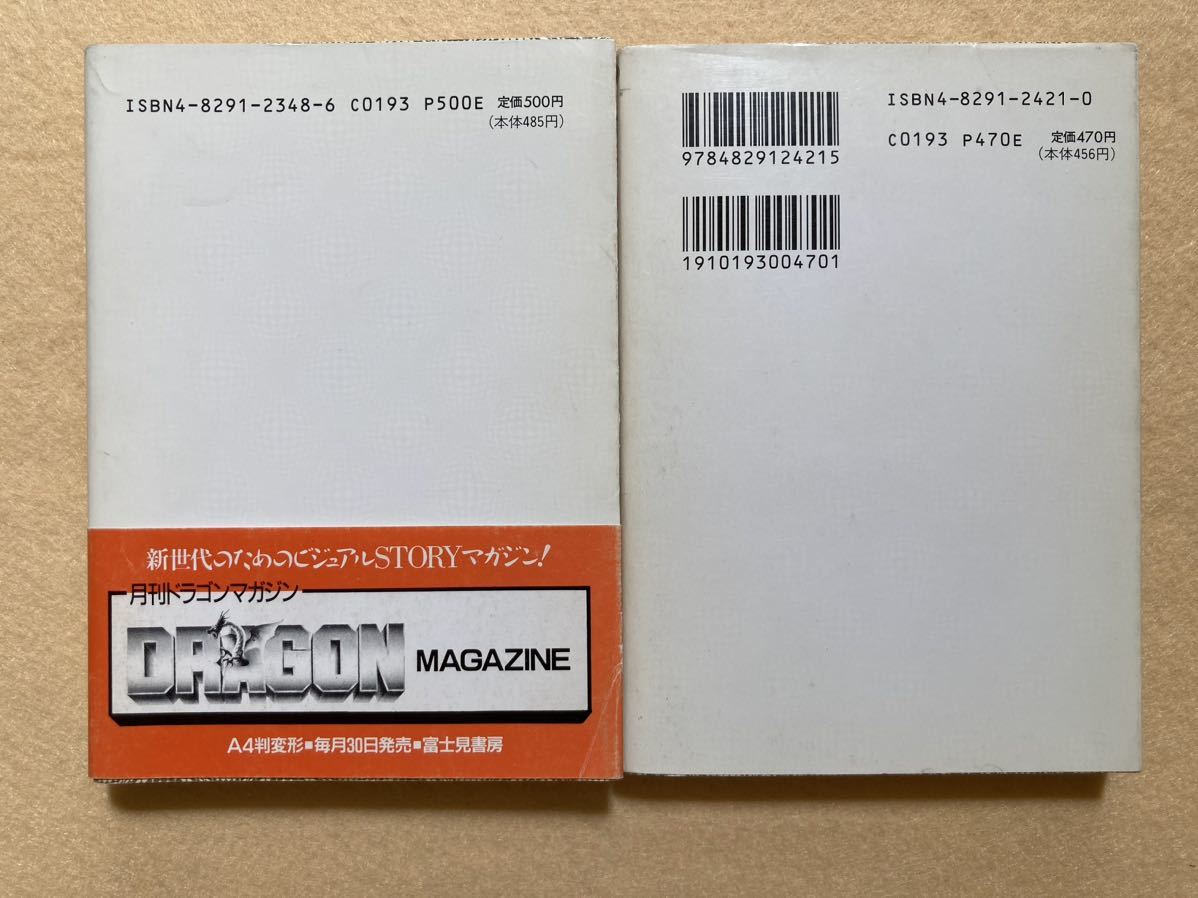 ISBN4-8291-2348-6 C0193 P500E 定価500円
(本体485円)
新世代のためのビジュアルSTORYマガジン!
月刊ドラゴンマガジン
DRAGON MAGAZINE
A4判変形■毎月30日発売■富士見書房
ISBN4-8291-2421-0
9784829124215
C0193 P470E 定価470円
(本体456円)
1910193004701